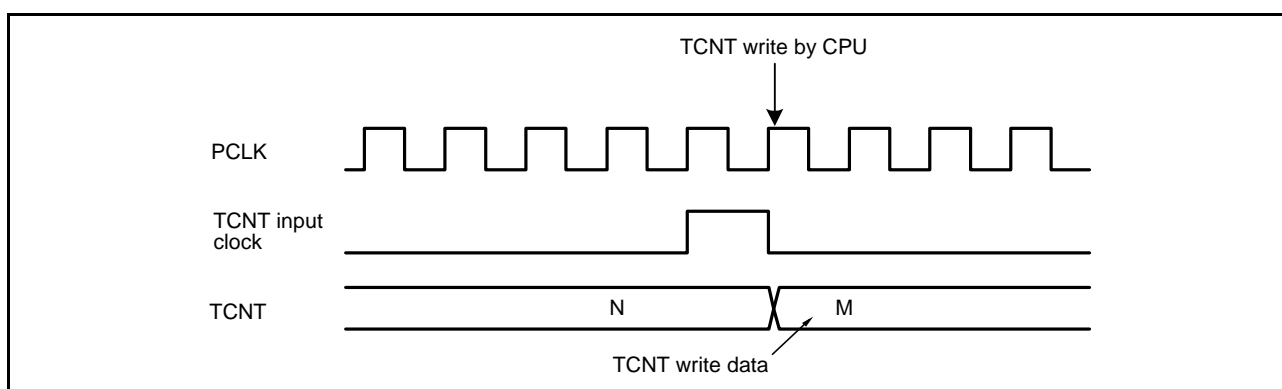 TCNT write by CPU
PCLK
TCNT input
clock
TCNT
N
M
TCNT write data